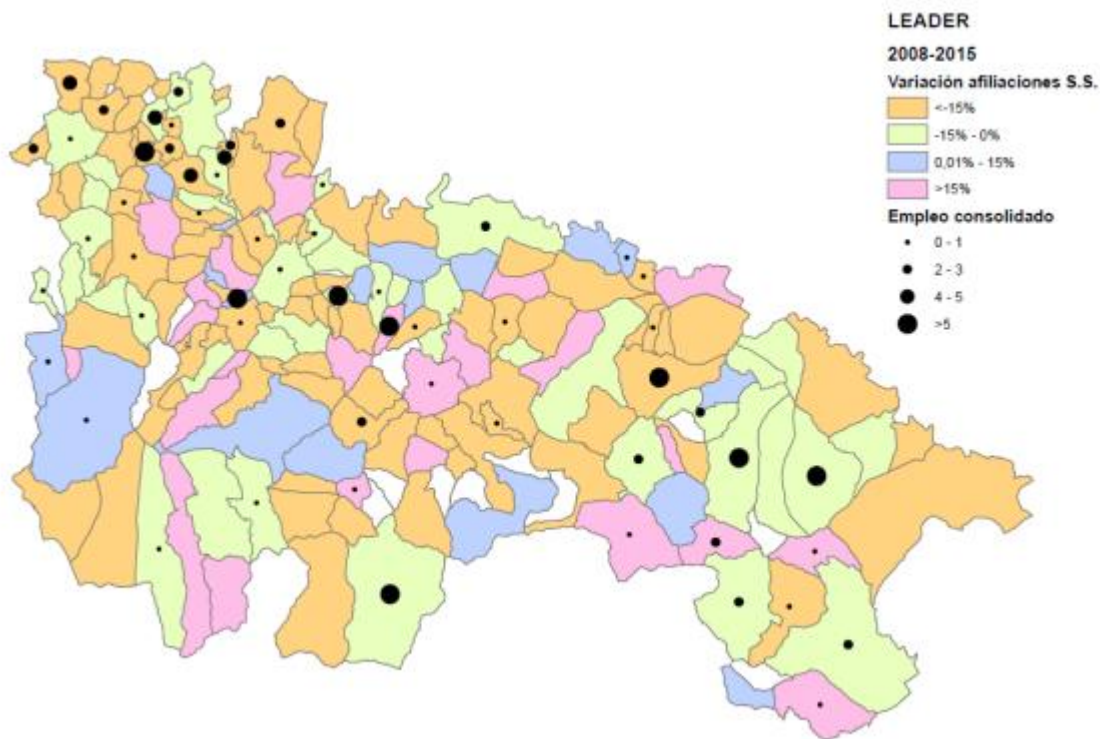 LEADER
2008-2015
Variación afiliaciones S.S.
<-15%
-15% - 0%
0,01% - 15%
>15%
Empleo consolidado
0 - 1
2 - 3
4 - 5
>5